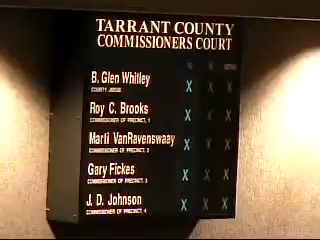 TARRANT COUNTY
COMMISSIONERS COURT
B. Glen Whitley X X X
COUNTY JUDGE
Roy C. Brooks X X X
COMMISSIONER OF PRECINCT, 1
Marti VanRavenswaay X X X
COMMISSIONER OF PRECINCT, 2
Gary Fickes X X X
COMMISSIONER OF PRECINCT, 3
J. D. Johnson X X X
COMMISSIONER OF PRECINCT, 4